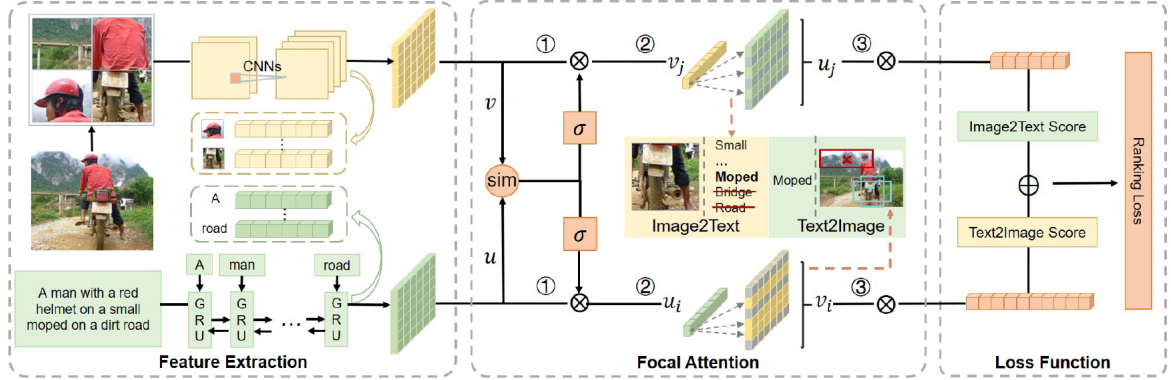 CNNs
A
road
A man with a red
helmet on a small
moped on a dirt road
A
man
road
G
R
U
G
R
U
...
G
R
U
Feature Extraction
①
②
③
v
σ
sim
σ
u
v_j
u_j
Small
...
Moped
Bridge
Road
Image2Text
Moped
Text2Image
①
②
③
u_i
v_i
Focal Attention
Image2Text Score
Text2Image Score
Ranking Loss
Loss Function